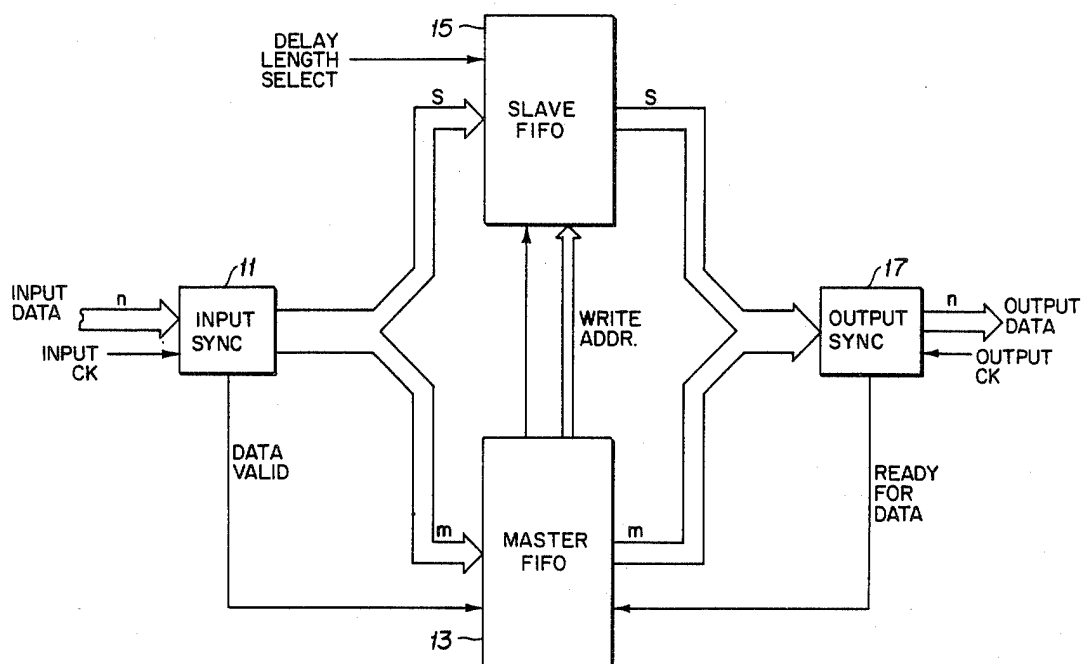 15
DELAY
LENGTH
SELECT
S
SLAVE
FIFO
S
11
17
INPUT
DATA
n
INPUT
SYNC
INPUT
CK
WRITE
ADDR.
OUTPUT
SYNC
n
OUTPUT
DATA
OUTPUT
CK
DATA
VALID
READY
FOR
DATA
m
MASTER
FIFO
m
13